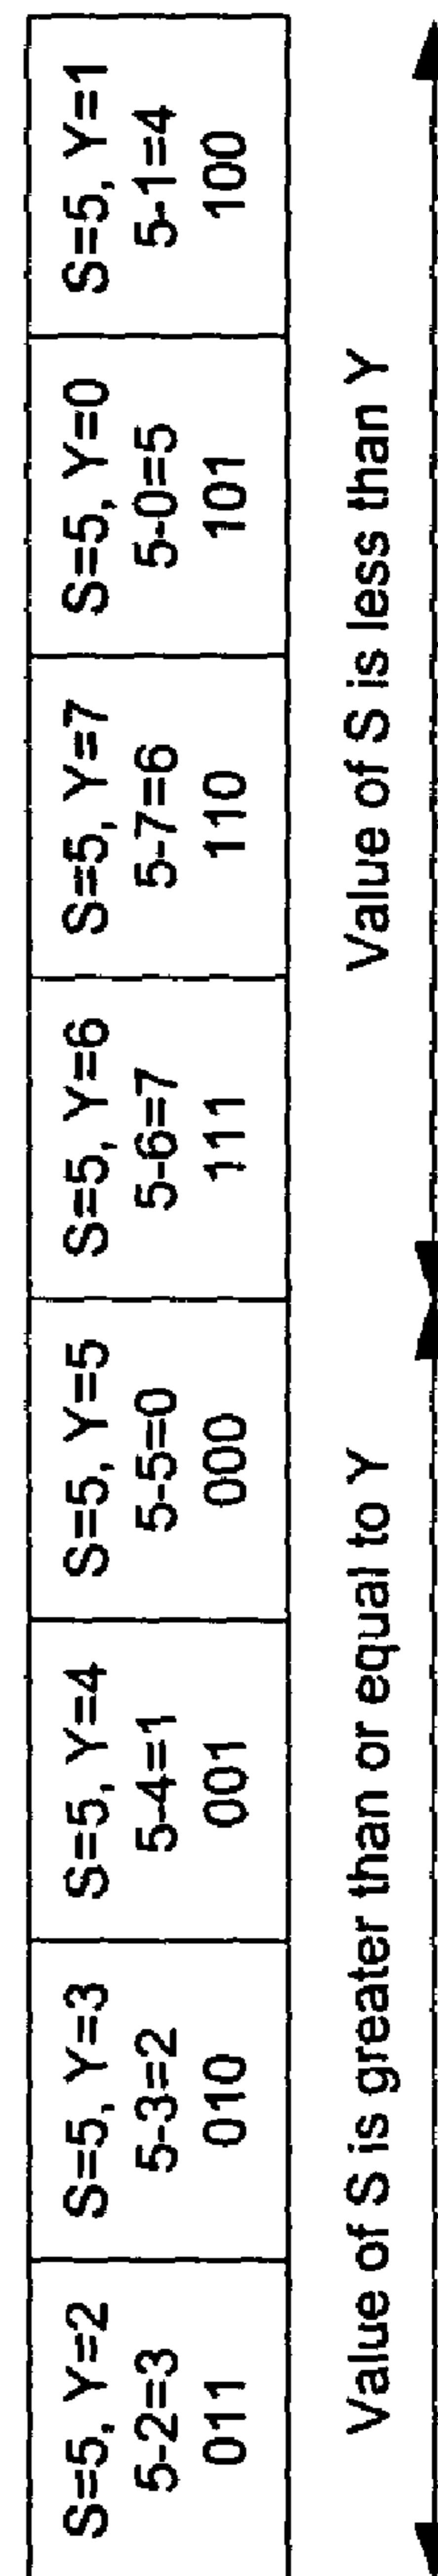 S=5, Y=2
5-2=3
011
S=5, Y=3
5-3=2
010
S=5, Y=4
5-4=1
001
S=5, Y=5
5-5=0
000
S=5, Y=6
5-6=7
111
S=5, Y=7
5-7=6
110
S=5, Y=0
5-0=5
101
S=5, Y=1
5-1=4
100
Value of S is greater than or equal to Y
Value of S is less than Y